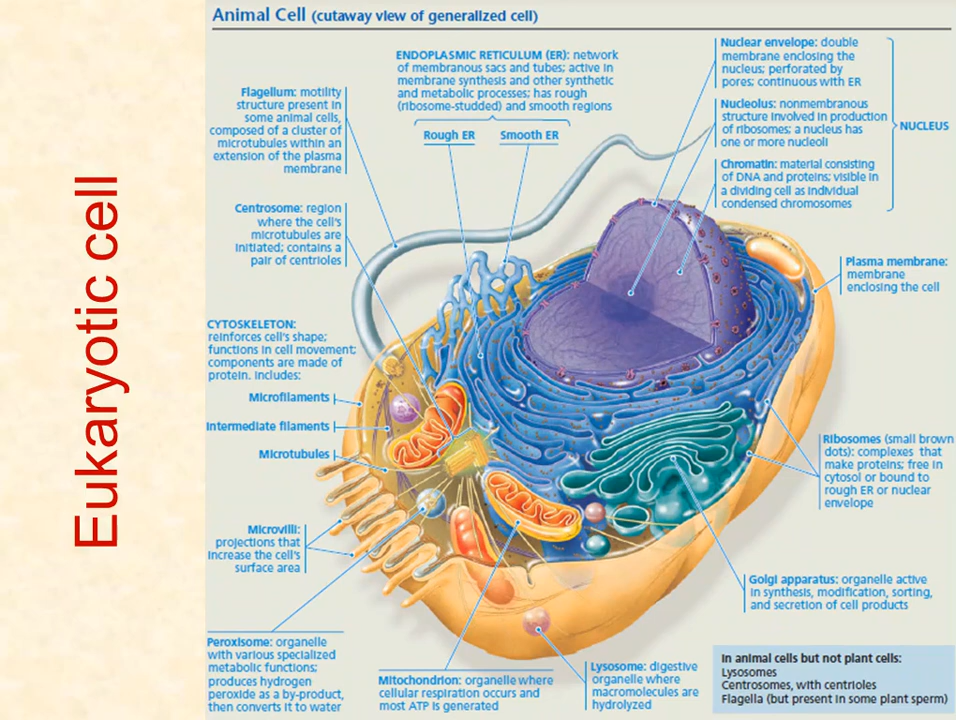 Eukaryotic cell
Animal Cell (cutaway view of generalized cell)
ENDOPLASMIC RETICULUM (ER): network
of membranous sacs and tubes; active in
membrane synthesis and other synthetic
and metabolic processes; has rough
(ribosome-studded) and smooth regions
Rough ER
Smooth ER
Nuclear envelope: double
membrane enclosing the
nucleus; perforated by
pores; continuous with ER
Nucleolus: nonmembranous
structure involved in production
of ribosomes; a nucleus has
one or more nucleoli
Chromatin: material consisting
of DNA and proteins; visible in
a dividing cell as individual
condensed chromosomes
NUCLEUS
Flagellum: motility
structure present in
some animal cells,
composed of a cluster of
microtubules within an
extension of the plasma
membrane
Centrosome: region
where the cell's
microtubules are
initiated; contains a
pair of centrioles
CYTOSKELETON:
reinforces cell's shape;
functions in cell movement;
components are made of
protein. Includes:
Microfilaments
Intermediate filaments
Microtubules
Microvilli:
projections that
increase the cell's
surface area
Peroxisome: organelle
with various specialized
metabolic functions;
produces hydrogen
peroxide as a by-product,
then converts it to water
Mitochondrion: organelle where
cellular respiration occurs and
most ATP is generated
Lysosome: digestive
organelle where
macromolecules are
hydrolyzed
Plasma membrane:
membrane
enclosing the cell
Ribosomes (small brown
dots): complexes that
make proteins; free in
cytosol or bound to
rough ER or nuclear
envelope
Golgi apparatus: organelle active
in synthesis, modification, sorting,
and secretion of cell products
In animal cells but not plant cells:
Lysosomes
Centrosomes, with centrioles
Flagella (but present in some plant sperm)